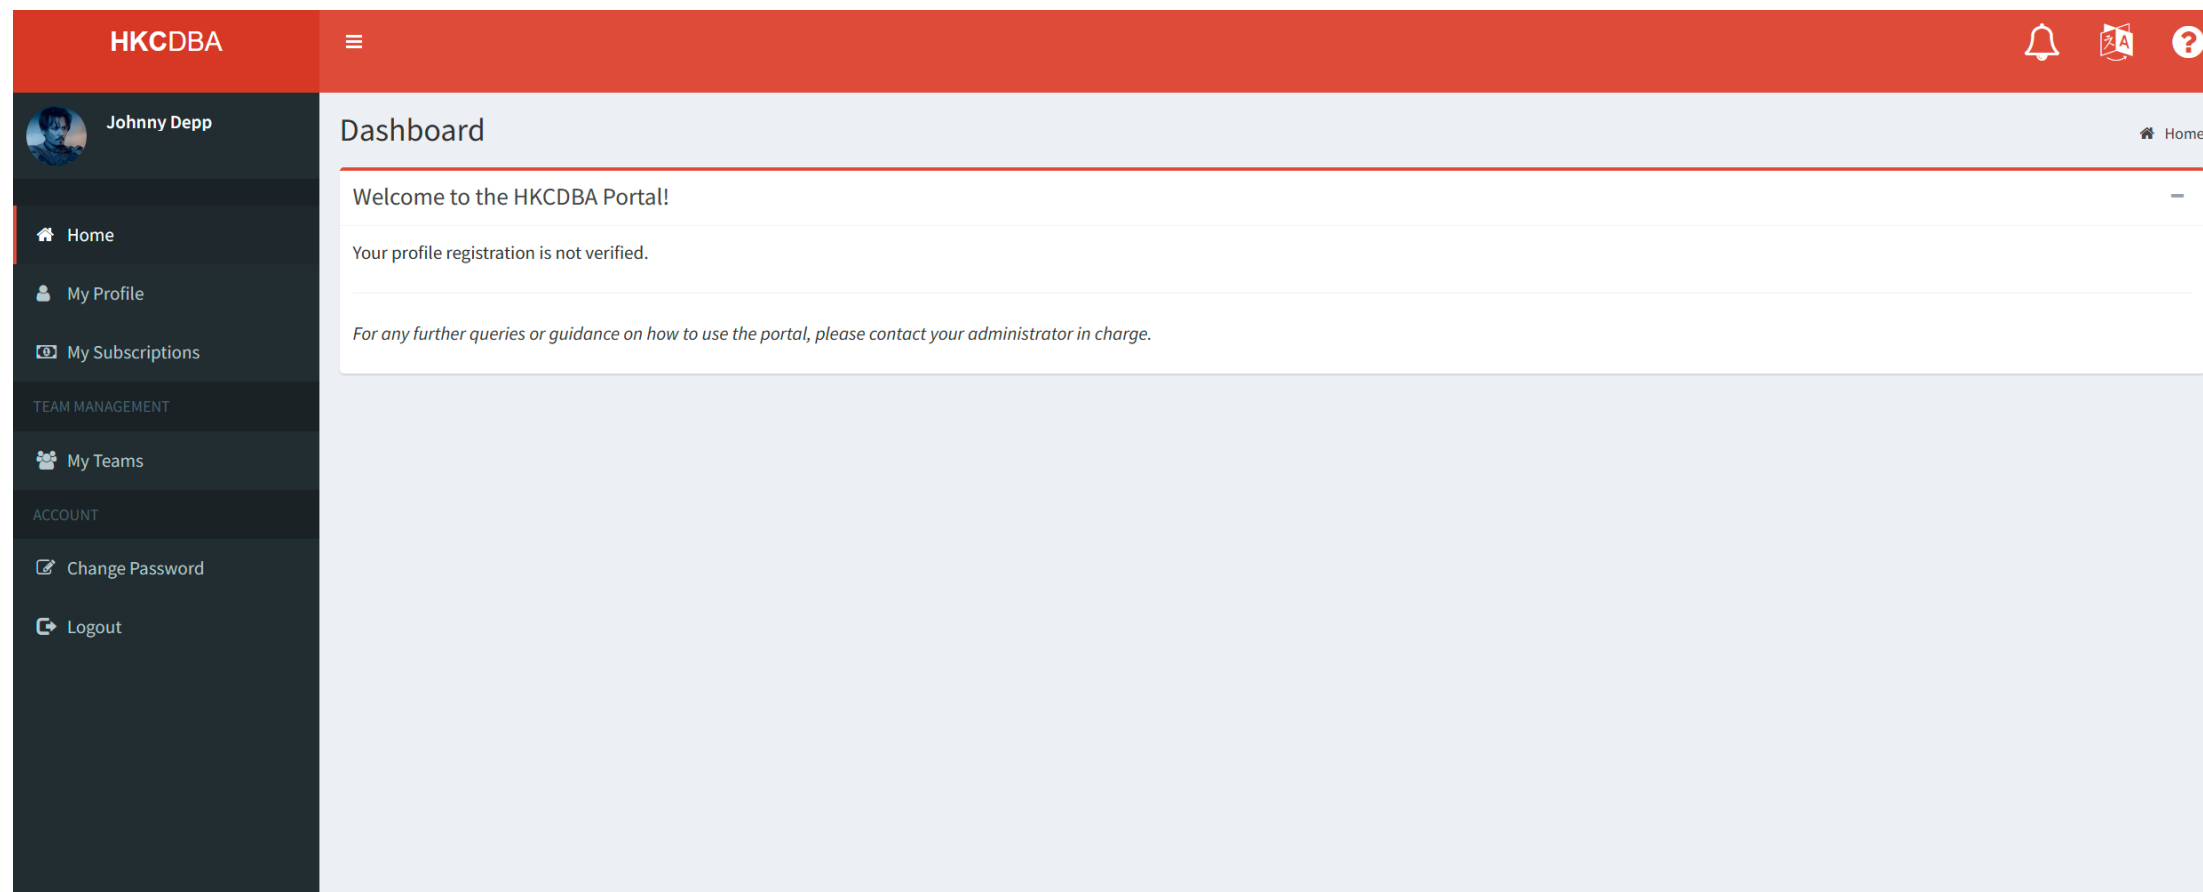 HKCDBA
Johnny Depp
Home
My Profile
My Subscriptions
TEAM MANAGEMENT
My Teams
ACCOUNT
Change Password
Logout
Dashboard
Home
Welcome to the HKCDBA Portal!
Your profile registration is not verified.
For any further queries or guidance on how to use the portal, please contact your administrator in charge.